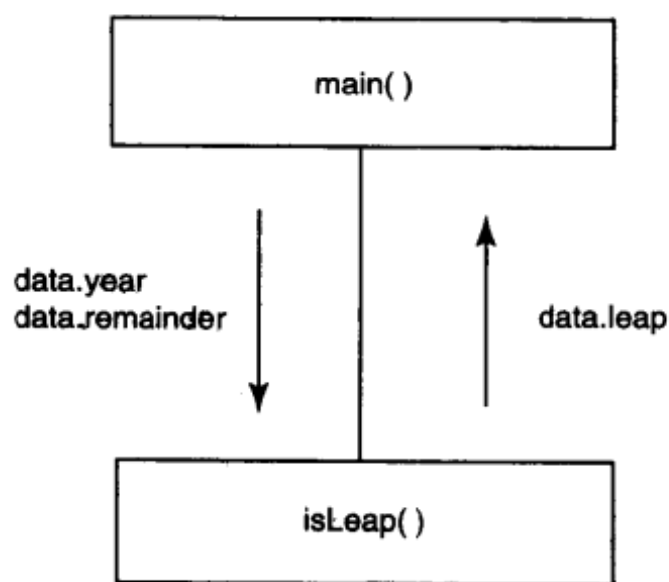 main( )
data.year
data.remainder
data.leap
isLeap( )